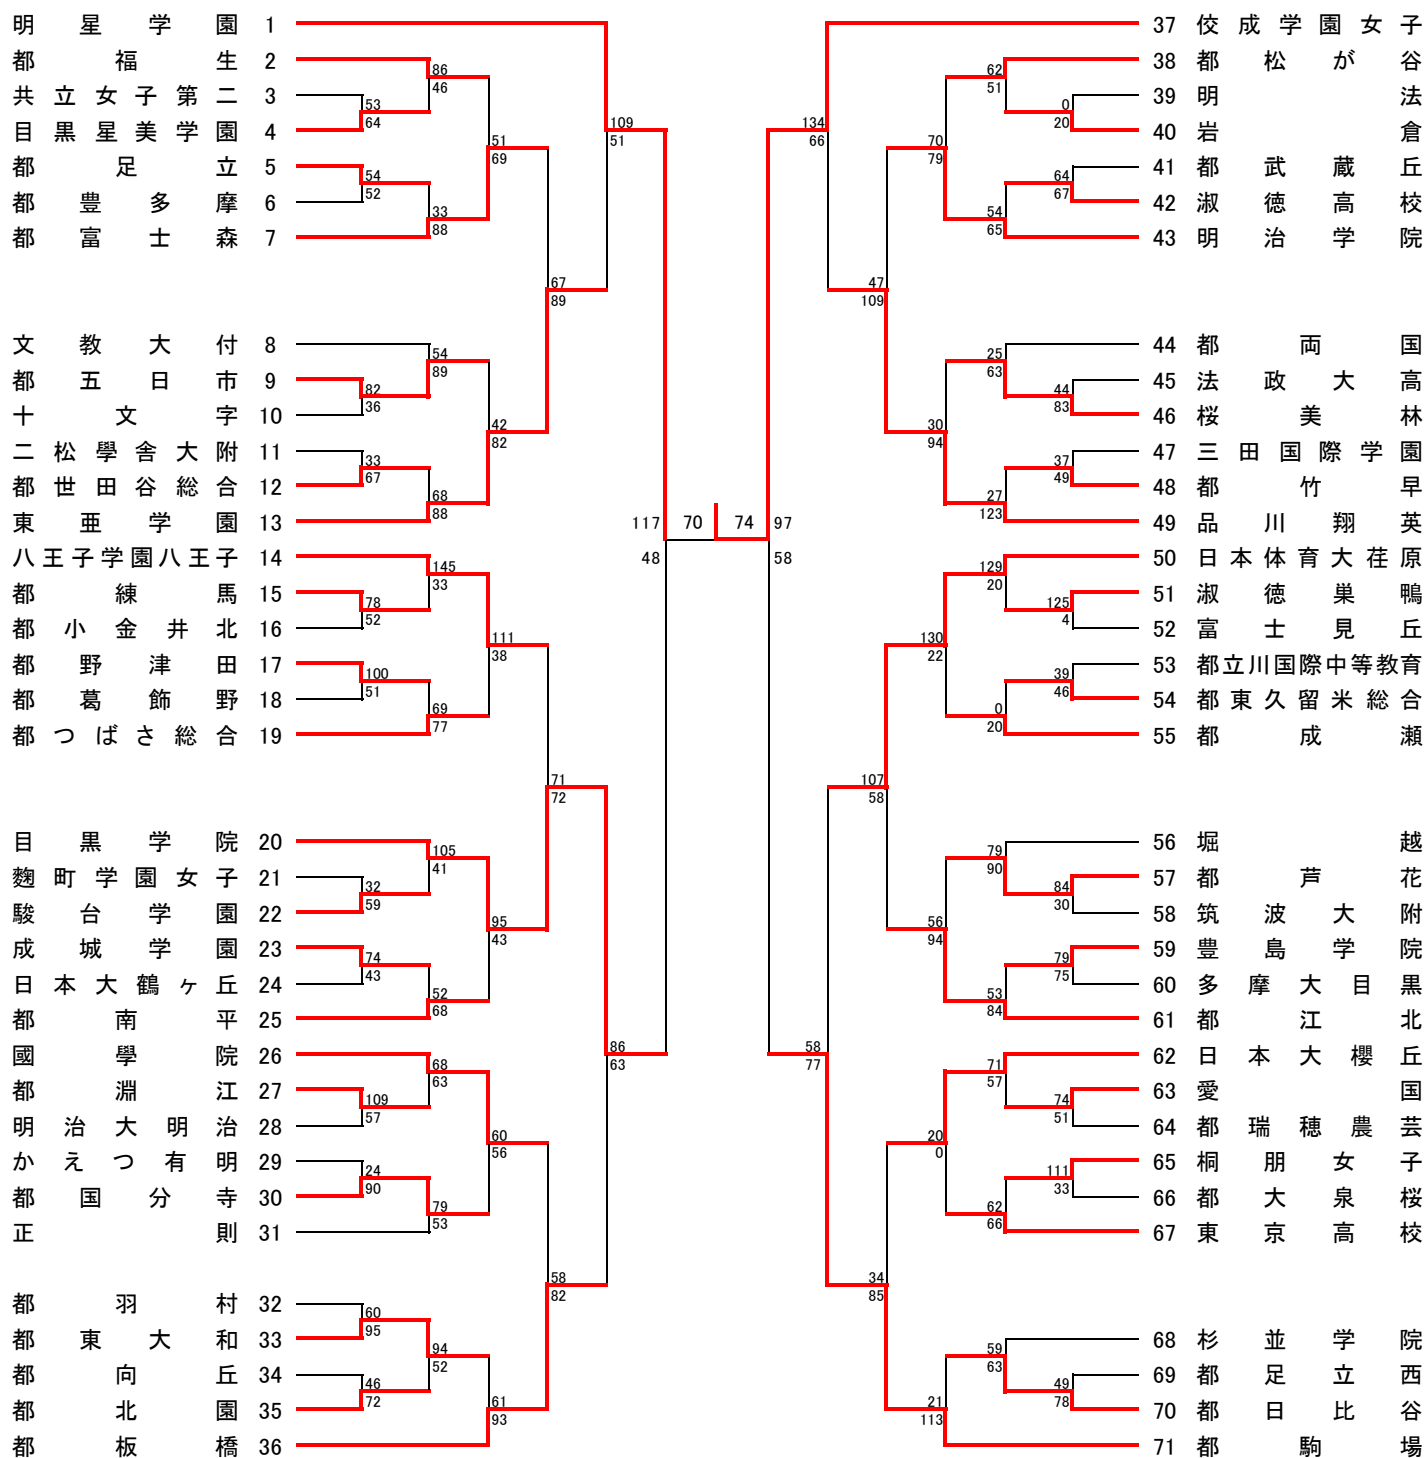 明星学園 1
都福生 2
共立女子第二 3
目黒星美学園 4
都足立 5
都豊多摩 6
都富士森 7
文教大付 8
都五日市 9
十文字 10
二松學舎大附 11
都世田谷総合 12
東亜学園 13
八王子学園八王子 14
都練馬 15
都小金井北 16
都野津田 17
都葛飾野 18
都つばさ総合 19
目黒学院 20
麴町学園女子 21
駿台学園 22
成城学園 23
日本大鶴ヶ丘 24
都南平 25
國學院 26
都淵江 27
明治大明治 28
かえつ有明 29
都国分寺 30
正則 31
都羽村 32
都東大和 33
都向丘 34
都北園 35
都板橋 36
53
64
54
52
82
36
33
67
78
52
100
51
32
59
74
43
109
57
24
90
60
95
46
72
86
46
33
88
54
89
68
88
145
33
69
77
105
41
52
68
68
63
79
53
94
52
51
69
42
82
111
38
95
43
60
56
61
93
67
89
71
72
58
82
109
51
86
63
117
48
70 74
97
58
134
66
58
77
47
109
107
58
34
85
70
79
30
94
130
22
56
94
20
0
21
113
62
51
54
65
25
63
27
123
129
20
0
20
79
90
53
84
71
57
62
66
59
63
0
20
64
67
44
83
37
49
125
4
39
46
84
30
79
75
74
51
111
33
49
78
37 佼成学園女子
38 都松が谷
39 明法
40 岩倉
41 都武蔵丘
42 淑徳高校
43 明治学院
44 都両国
45 法政大高
46 桜美林
47 三田国際学園
48 都竹早
49 品川翔英
50 日本体育大荏原
51 淑徳巣鴨
52 富士見丘
53 都立川国際中等教育
54 都東久留米総合
55 都成瀬
56 堀越
57 都芦花
58 筑波大附
59 豊島学院
60 多摩大目黒
61 都江北
62 日本大櫻丘
63 愛国
64 都瑞穂農芸
65 桐朋女子
66 都大泉桜
67 東京高校
68 杉並学院
69 都足立西
70 都日比谷
71 都駒場